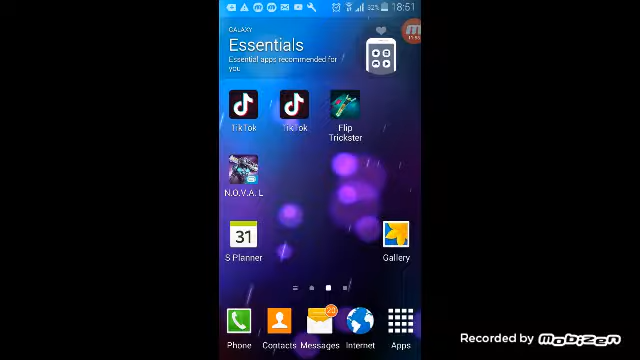 52% 18:51
GALAXY
Essentials
Essential apps recommended for
you
TikTok TikTok Flip
Trickster
N.O.V.A. L
31
S Planner Gallery
Phone Contacts Messages Internet Apps
Recorded by mobizen